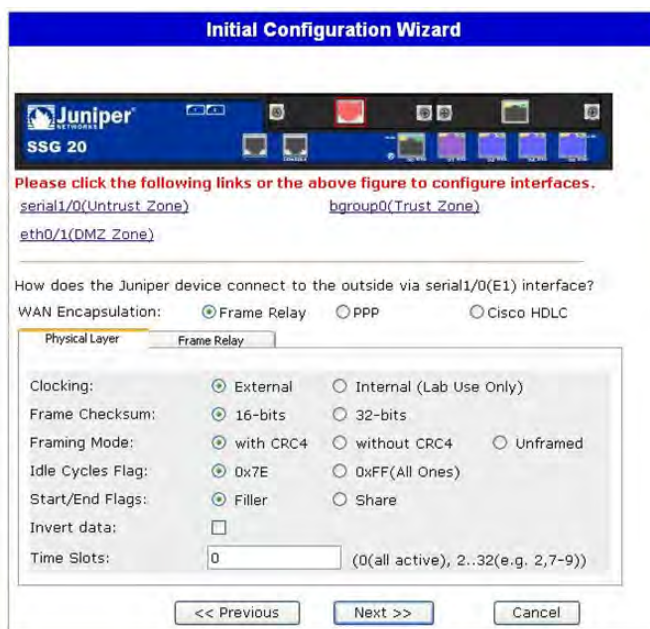 Initial Configuration Wizard
Juniper
NETWORKS
SSG 20
Please click the following links or the above figure to configure interfaces.
serial1/0(Untrust Zone) bgroup0(Trust Zone)
eth0/1(DMZ Zone)
How does the Juniper device connect to the outside via serial1/0(E1) interface?
WAN Encapsulation: Frame Relay PPP Cisco HDLC
Physical Layer Frame Relay
Clocking: External Internal (Lab Use Only)
Frame Checksum: 16-bits 32-bits
Framing Mode: with CRC4 without CRC4 Unframed
Idle Cycles Flag: 0x7E 0xFF(All Ones)
Start/End Flags: Filler Share
Invert data:
Time Slots: 0 (0(all active), 2..32(e.g. 2,7-9))
<< Previous Next >> Cancel